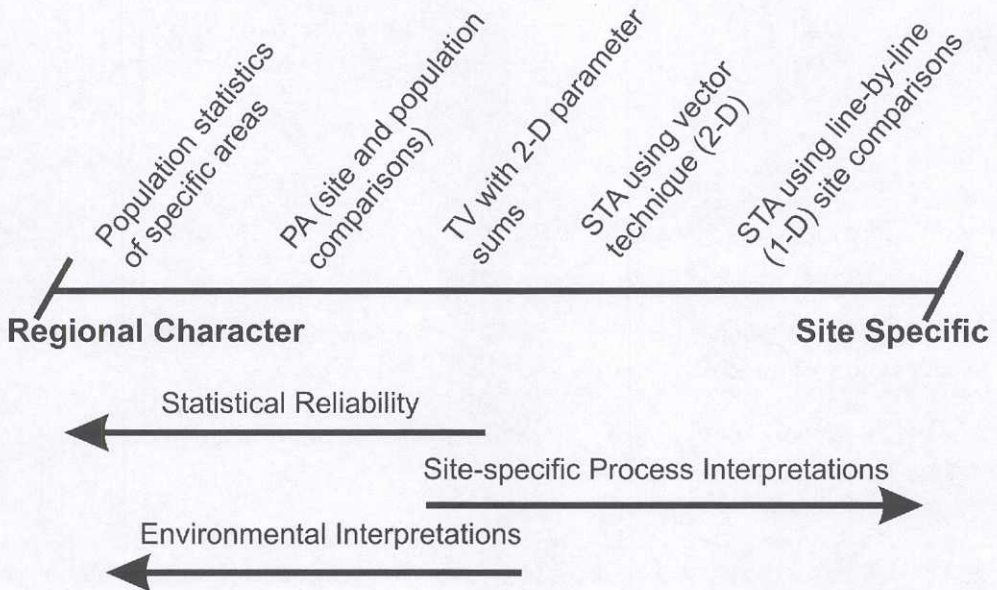 Population statistics
of specific areas
PA (site and population
comparisons)
TV with 2-D parameter
sums
STA using vector
technique (2-D)
STA using line-by-line
(1-D) site comparisons
Regional Character
Site Specific
Statistical Reliability
Site-specific Process Interpretations
Environmental Interpretations